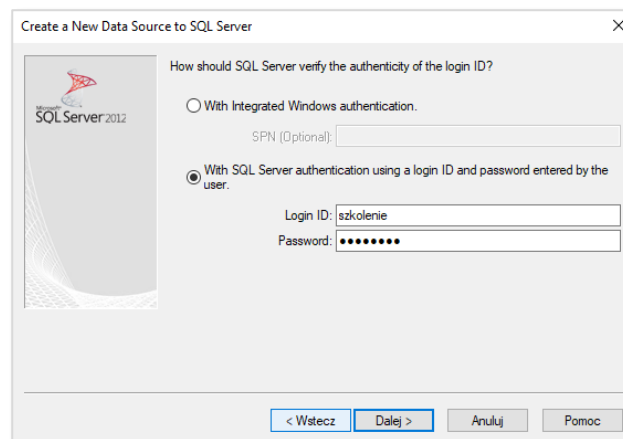 Create a New Data Source to SQL Server
Microsoft
SQL Server 2012
How should SQL Server verify the authenticity of the login ID?
With Integrated Windows authentication.
SPN (Optional):
With SQL Server authentication using a login ID and password entered by the
user.
Login ID: szkolenie
Password: ●●●●●●●●
< Wstecz Dalej > Anuluj Pomoc